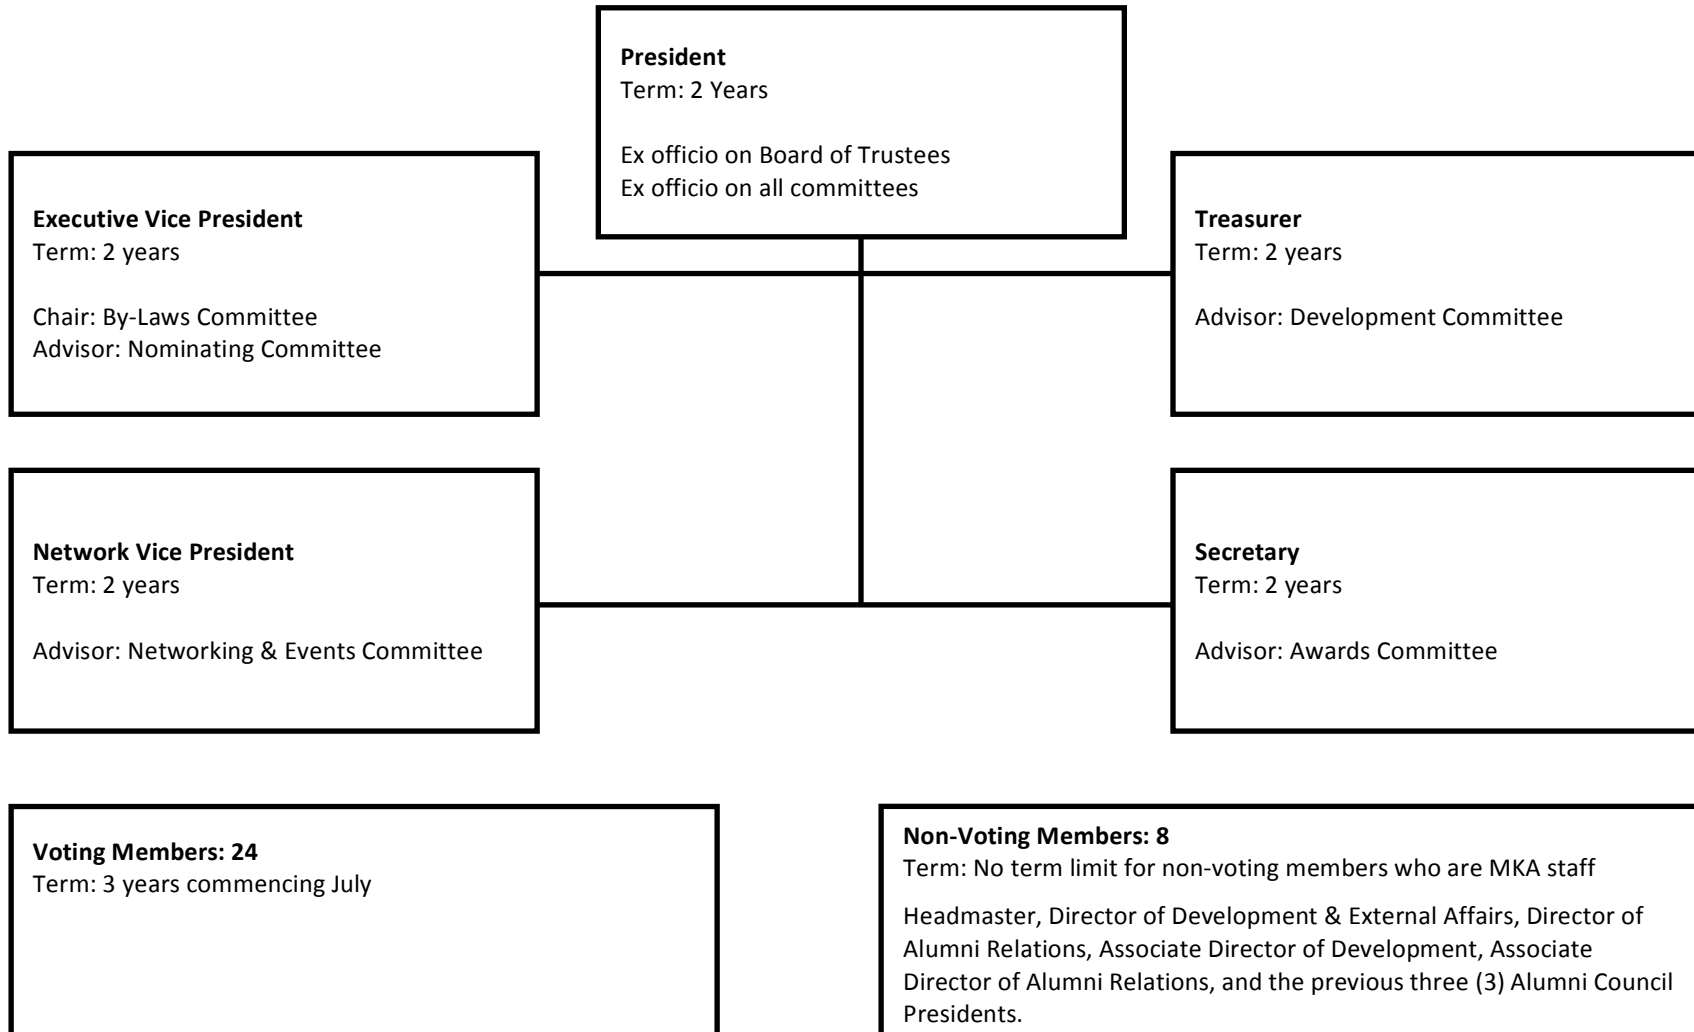 President
Term: 2 Years
Ex officio on Board of Trustees
Ex officio on all committees
Executive Vice President
Term: 2 years
Chair: By-Laws Committee
Advisor: Nominating Committee
Treasurer
Term: 2 years
Advisor: Development Committee
Network Vice President
Term: 2 years
Advisor: Networking & Events Committee
Secretary
Term: 2 years
Advisor: Awards Committee
Voting Members: 24
Term: 3 years commencing July
Non-Voting Members: 8
Term: No term limit for non-voting members who are MKA staff
Headmaster, Director of Development & External Affairs, Director of
Alumni Relations, Associate Director of Development, Associate
Director of Alumni Relations, and the previous three (3) Alumni Council
Presidents.